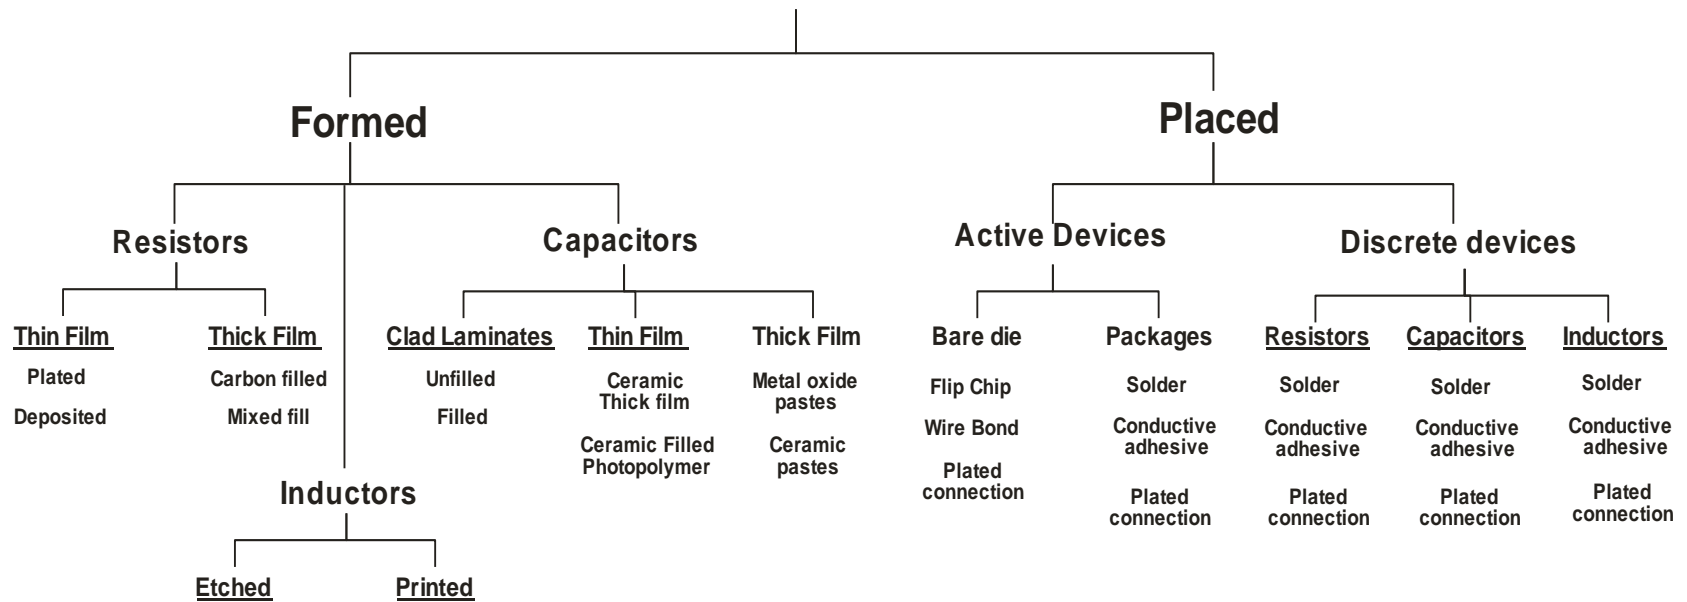 Formed
Placed
Resistors
Capacitors
Active Devices
Discrete devices
Thin Film
Plated
Deposited
Thick Film
Carbon filled
Mixed fill
Clad Laminates
Unfilled
Filled
Thin Film
Ceramic
Thick film
Ceramic Filled
Photopolymer
Thick Film
Metal oxide
pastes
Ceramic
pastes
Bare die
Flip Chip
Wire Bond
Plated
connection
Packages
Solder
Conductive
adhesive
Plated
connection
Resistors
Solder
Conductive
adhesive
Plated
connection
Capacitors
Solder
Conductive
adhesive
Plated
connection
Inductors
Solder
Conductive
adhesive
Plated
connection
Inductors
Etched
Printed